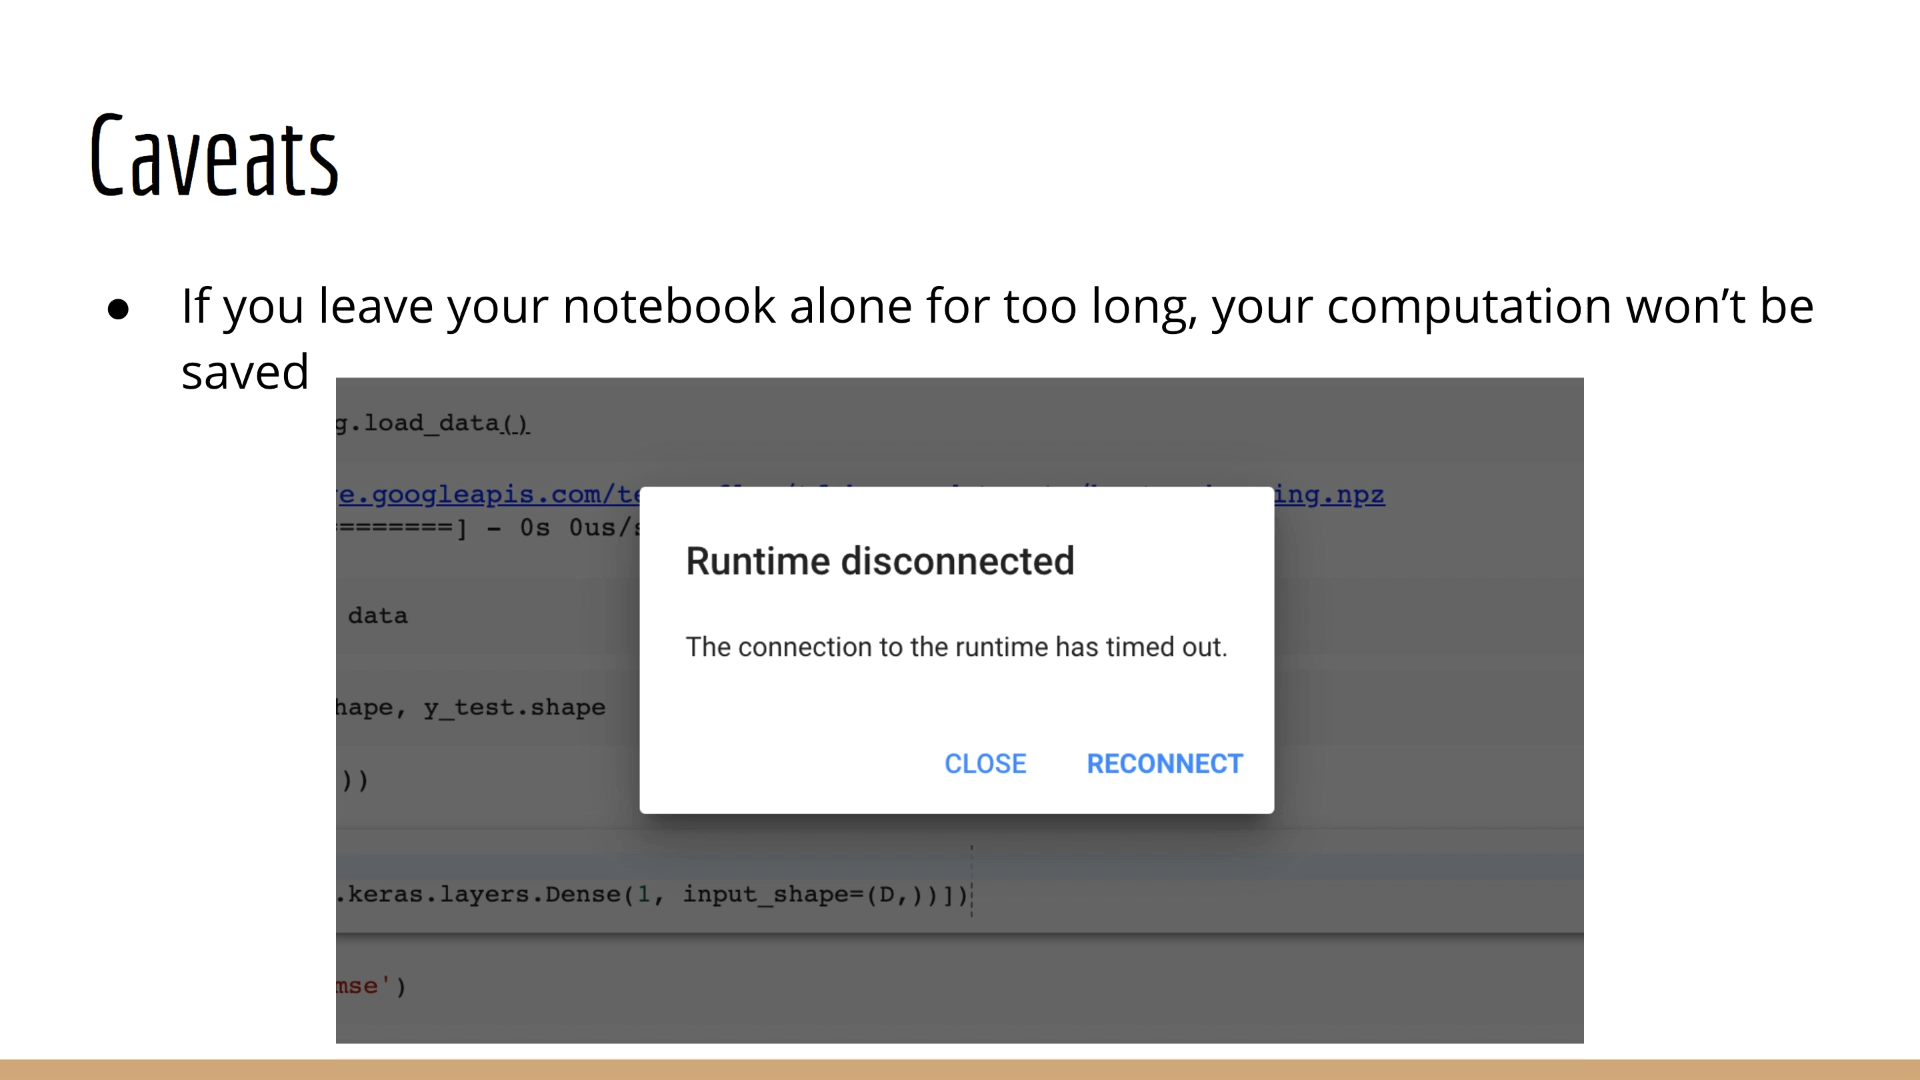 Caveats
● If you leave your notebook alone for too long, your computation won’t be
saved
g.load_data()
e.googleapis.com/te ing.npz
========] - 0s 0us/s
Runtime disconnected
data
The connection to the runtime has timed out.
hape, y_test.shape
CLOSE RECONNECT
))
.keras.layers.Dense(1, input_shape=(D,))])
mse')